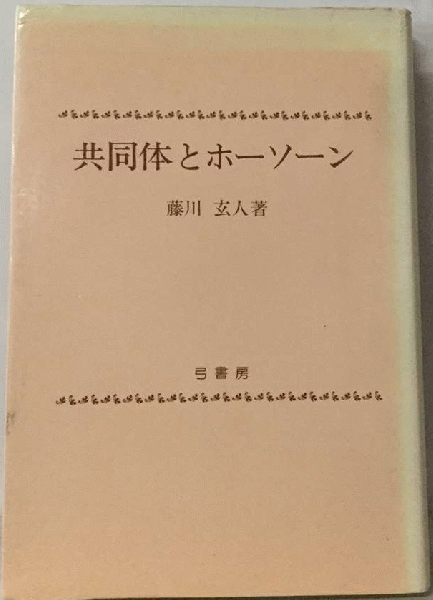 共同体とホーソーン
藤川 玄人著
弓書房